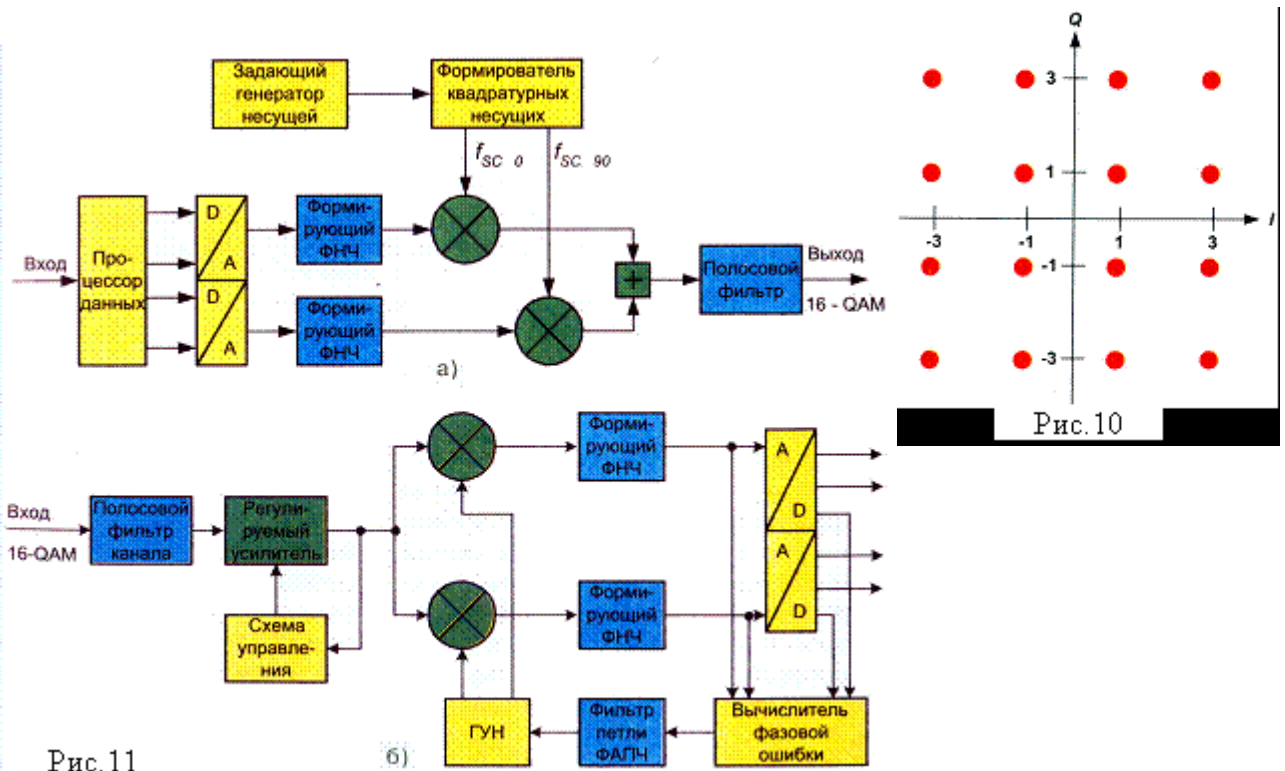 Задающий
генератор
несущей
Формирователь
квадратурных
несущих
f SC 0
f SC 90
Вход
Про-
цессор
данных
D
A
D
A
Форми-
рующий
ФНЧ
Форми-
рующий
ФНЧ
+
Полосовой
фильтр
Выход
16 - QAM
а)
Q
3
1
-3
-1
1
3
I
-1
-3
Рис.10
Вход
16-QAM
Полосовой
фильтр
канала
Регули-
руемый
усилитель
Схема
управле-
ния
Форми-
рующий
ФНЧ
Форми-
рующий
ФНЧ
A
D
A
D
ГУН
Фильтр
петли
ФАПЧ
Вычислитель
фазовой
ошибки
Рис.11
б)